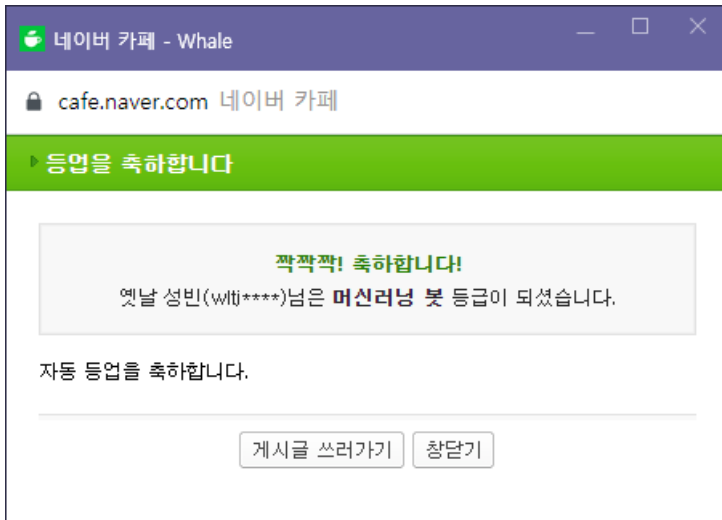 네이버 카페 - Whale
cafe.naver.com 네이버 카페
등업을 축하합니다
짝짝짝! 축하합니다!
옛날 성빈(wltj****)님은 머신러닝 봇 등급이 되셨습니다.
자동 등업을 축하합니다.
게시글 쓰러가기 창닫기